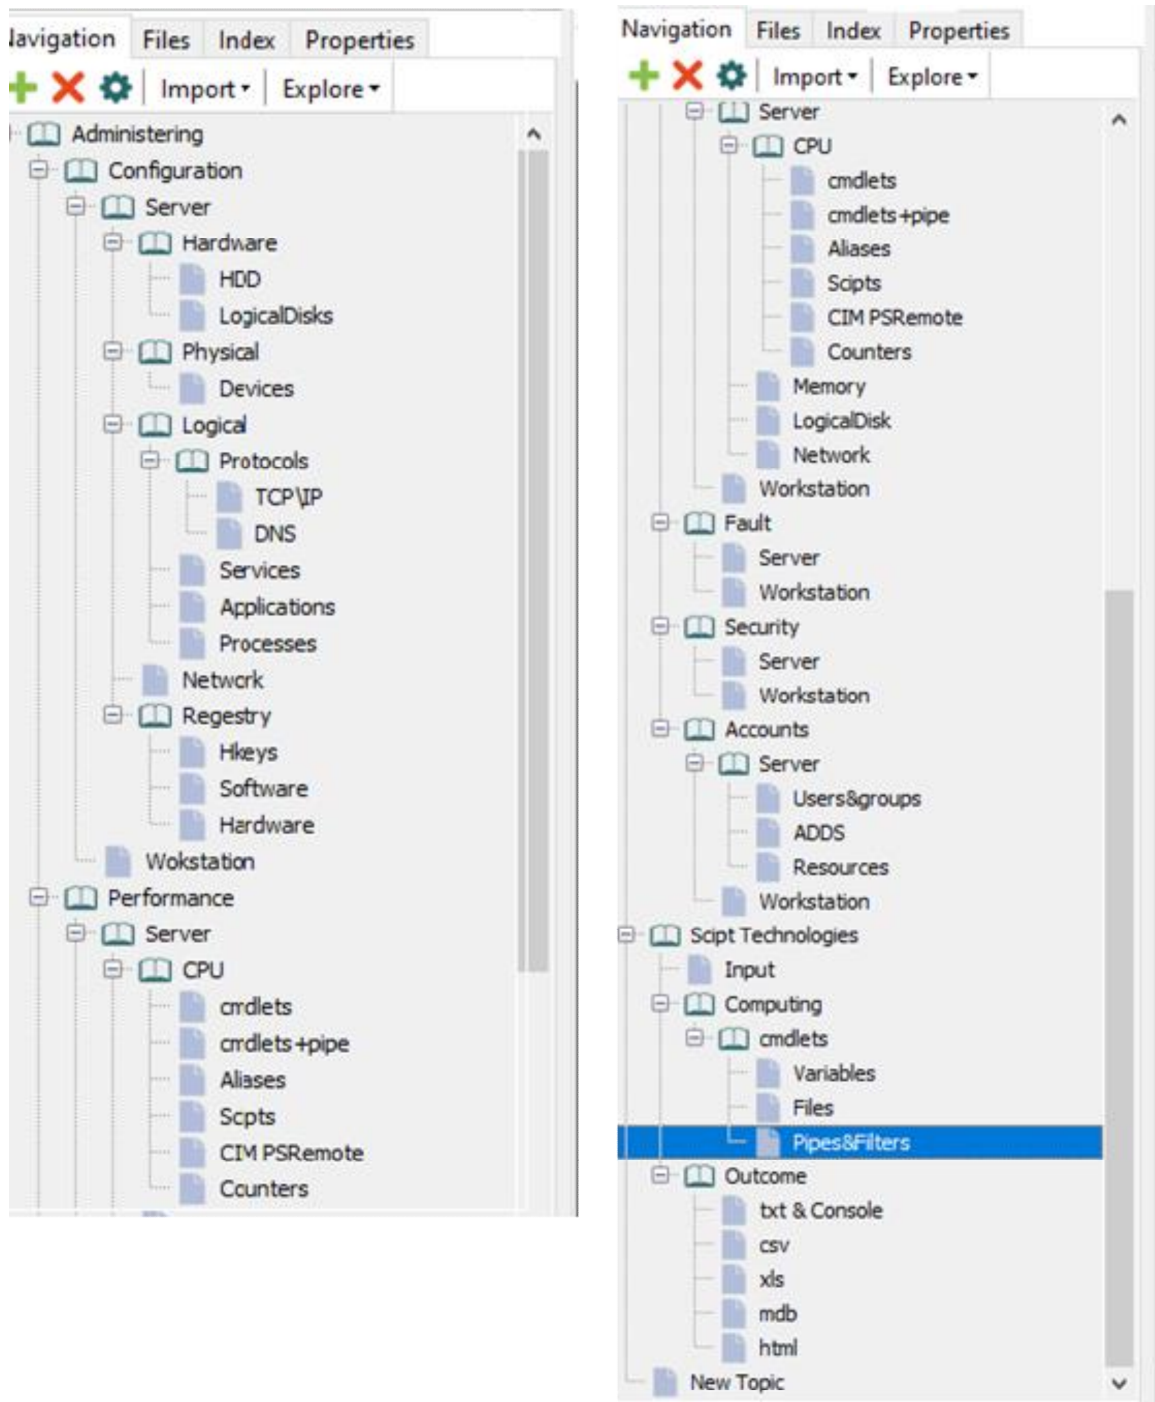 Navigation Files Index Properties
Import Explore
Administering
Configuration
Server
Hardware
HDD
LogicalDisks
Physical
Devices
Logical
Protocols
TCP\IP
DNS
Services
Applications
Processes
Network
Regestry
Hkeys
Software
Hardware
Wokstation
Performance
Server
CPU
cmdlets
cmdlets+pipe
Aliases
Scipts
CIM PSRemote
Counters
Navigation Files Index Properties
Import Explore
Server
CPU
cmdlets
cmdlets+pipe
Aliases
Scipts
CIM PSRemote
Counters
Memory
LogicalDisk
Network
Workstation
Fault
Server
Workstation
Security
Server
Workstation
Accounts
Server
Users&groups
ADDS
Resources
Workstation
Scipt Technologies
Input
Computing
cmdlets
Variables
Files
Pipes&Filters
Outcome
txt & Console
csv
xls
mdb
html
New Topic